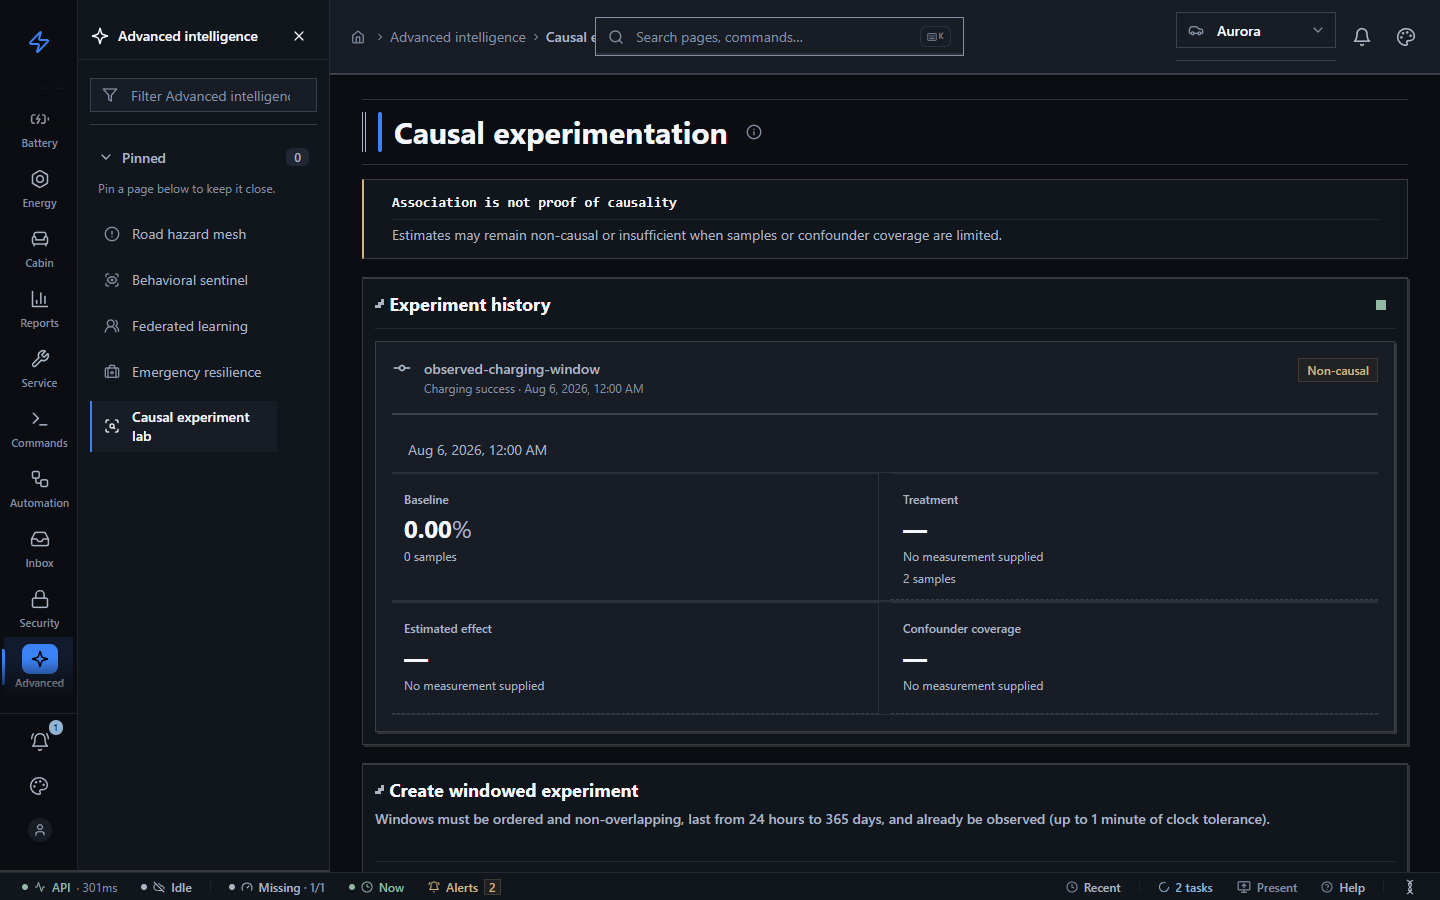 Advanced intelligence
Filter Advanced intelligenc
Pinned
0
Pin a page below to keep it close.
Road hazard mesh
Behavioral sentinel
Federated learning
Emergency resilience
Causal experiment
lab
Battery
Energy
Cabin
Reports
Service
Commands
Automation
Inbox
Security
Advanced
1
Advanced intelligence
Causal e
Search pages, commands...
K
Aurora
Causal experimentation
Association is not proof of causality
Estimates may remain non-causal or insufficient when samples or confounder coverage are limited.
Experiment history
observed-charging-window
Charging success · Aug 6, 2026, 12:00 AM
Non-causal
Aug 6, 2026, 12:00 AM
Baseline
0.00%
0 samples
Treatment
—
No measurement supplied
2 samples
Estimated effect
—
No measurement supplied
Confounder coverage
—
No measurement supplied
Create windowed experiment
Windows must be ordered and non-overlapping, last from 24 hours to 365 days, and already be observed (up to 1 minute of clock tolerance).
API · 301ms
Idle
Missing · 1/1
Now
Alerts 2
Recent
2 tasks
Present
Help